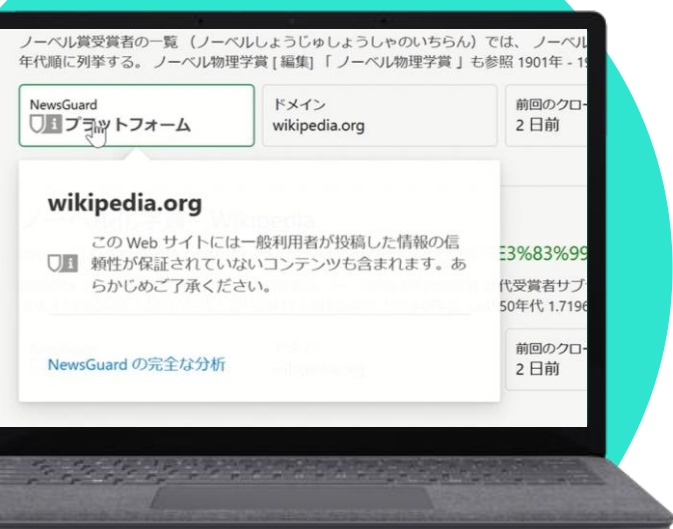 ノーベル賞受賞者の一覧 （ノーベルしょうじゅしょうしゃのいちらん）では、 ノーベル
年代順に列挙する。 ノーベル物理学賞 [ 編集] 「 ノーベル物理学賞 」も参照 1901年 -
NewsGuard
プラットフォーム
ドメイン
wikipedia.org
前回のクロー
2 日前
wikipedia.org
この Web サイトには一般利用者が投稿した情報の信
頼性が保証されていないコンテンツも含まれます。あ
らかじめご了承ください。
NewsGuard の完全な分析
E3%83%99
代受賞者サブ
50年代 1.7196
前回のクロー
2 日前